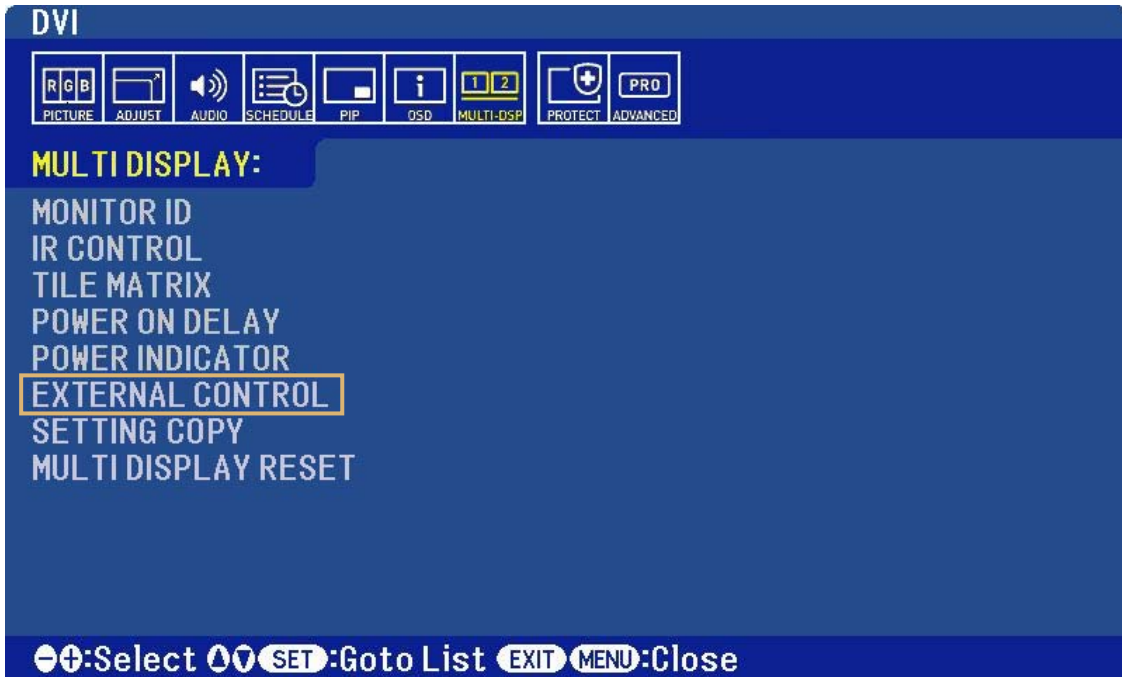 DVI
R G B
1 2
PRO
PICTURE ADJUST AUDIO SCHEDULE PIP OSD MULTI-DSP PROTECT ADVANCED
MULTI DISPLAY:
MONITOR ID
IR CONTROL
TILE MATRIX
POWER ON DELAY
POWER INDICATOR
EXTERNAL CONTROL
SETTING COPY
MULTI DISPLAY RESET
:Select SET:Goto List EXIT MENU:Close